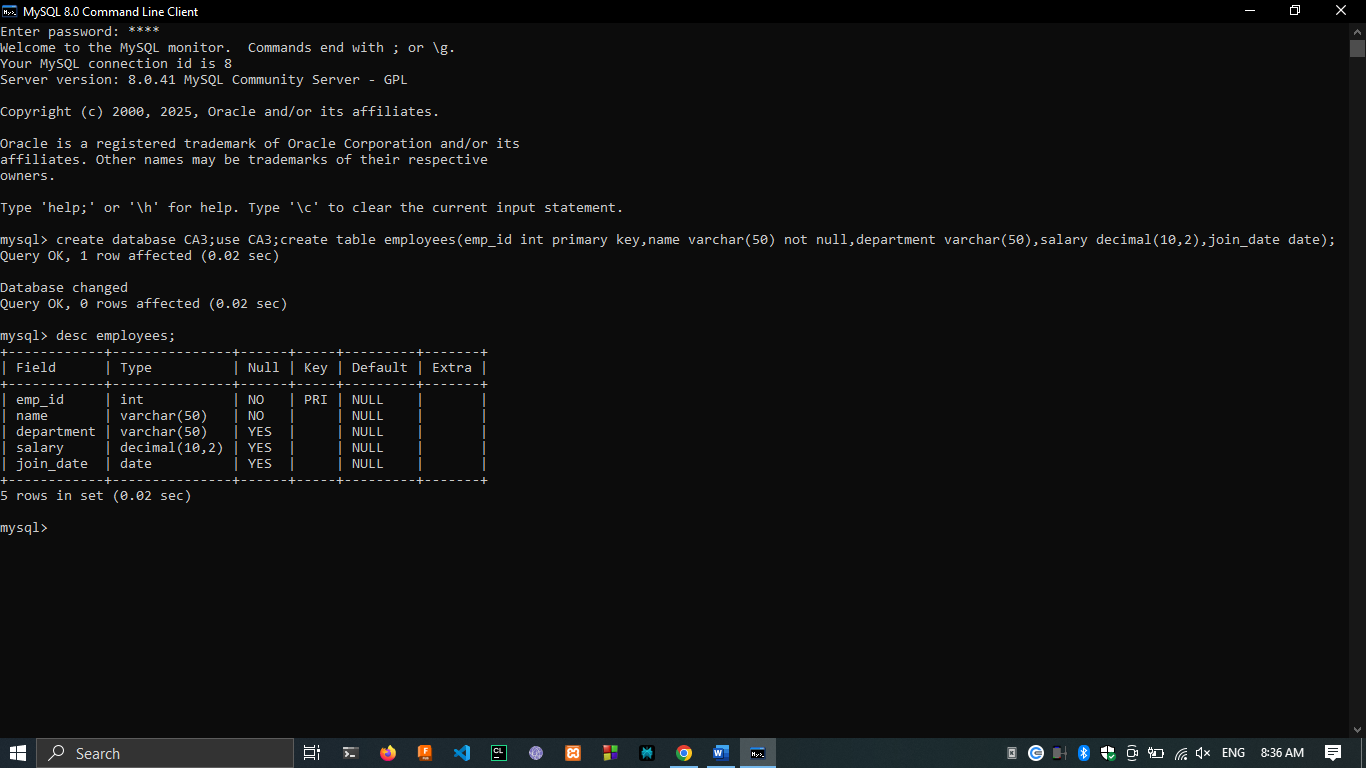 MySQL 8.0 Command Line Client
Enter password: ****
Welcome to the MySQL monitor.  Commands end with ; or \g.
Your MySQL connection id is 8
Server version: 8.0.41 MySQL Community Server - GPL
Copyright (c) 2000, 2025, Oracle and/or its affiliates.
Oracle is a registered trademark of Oracle Corporation and/or its
affiliates. Other names may be trademarks of their respective
owners.
Type 'help;' or '\h' for help. Type '\c' to clear the current input statement.
mysql> create database CA3;use CA3;create table employees(emp_id int primary key,name varchar(50) not null,department varchar(50),salary decimal(10,2),join_date date);
Query OK, 1 row affected (0.02 sec)
Database changed
Query OK, 0 rows affected (0.02 sec)
mysql> desc employees;
+------------+---------------+------+-----+---------+-------+
| Field      | Type          | Null | Key | Default | Extra |
+------------+---------------+------+-----+---------+-------+
| emp_id     | int           | NO   | PRI | NULL    |       |
| name       | varchar(50)   | NO   |     | NULL    |       |
| department | varchar(50)   | YES  |     | NULL    |       |
| salary     | decimal(10,2) | YES  |     | NULL    |       |
| join_date  | date          | YES  |     | NULL    |       |
+------------+---------------+------+-----+---------+-------+
5 rows in set (0.02 sec)
mysql>
Search
ENG
8:36 AM